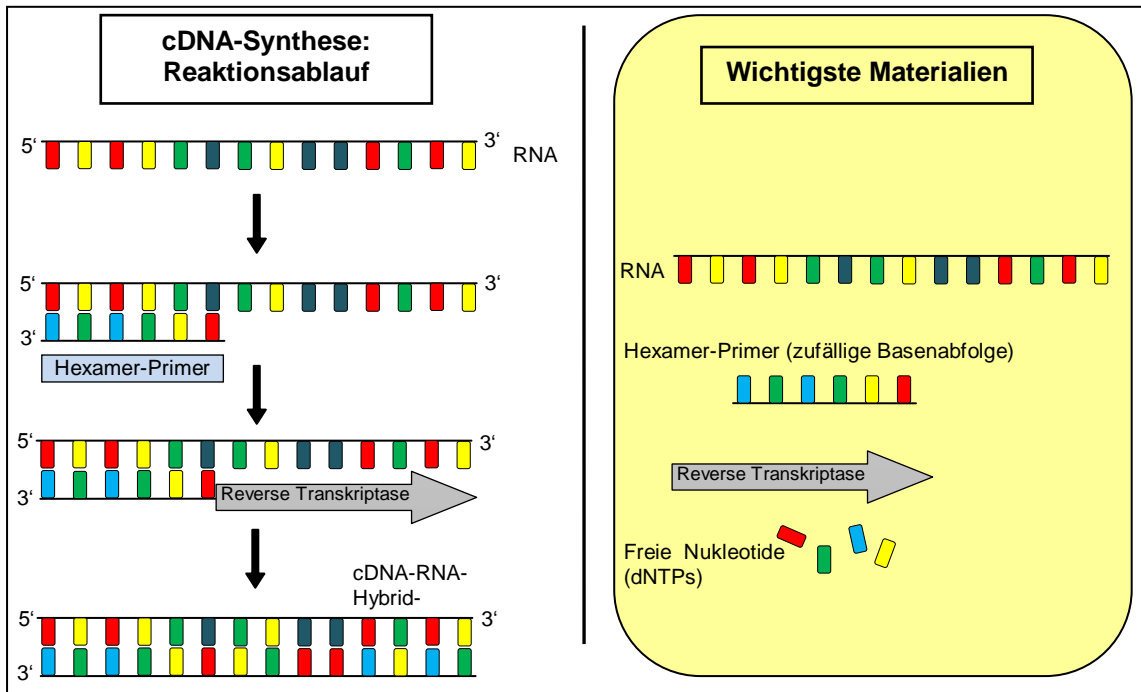 cDNA-Synthese:
Reaktionsablauf
5‘
3‘
RNA
5‘
3‘
3‘
Hexamer-Primer
5‘
3‘
3‘
Reverse Transkriptase
cDNA-RNA-
Hybrid-
5‘
3‘
3‘
Wichtigste Materialien
RNA
Hexamer-Primer (zufällige Basenabfolge)
Reverse Transkriptase
Freie Nukleotide
(dNTPs)